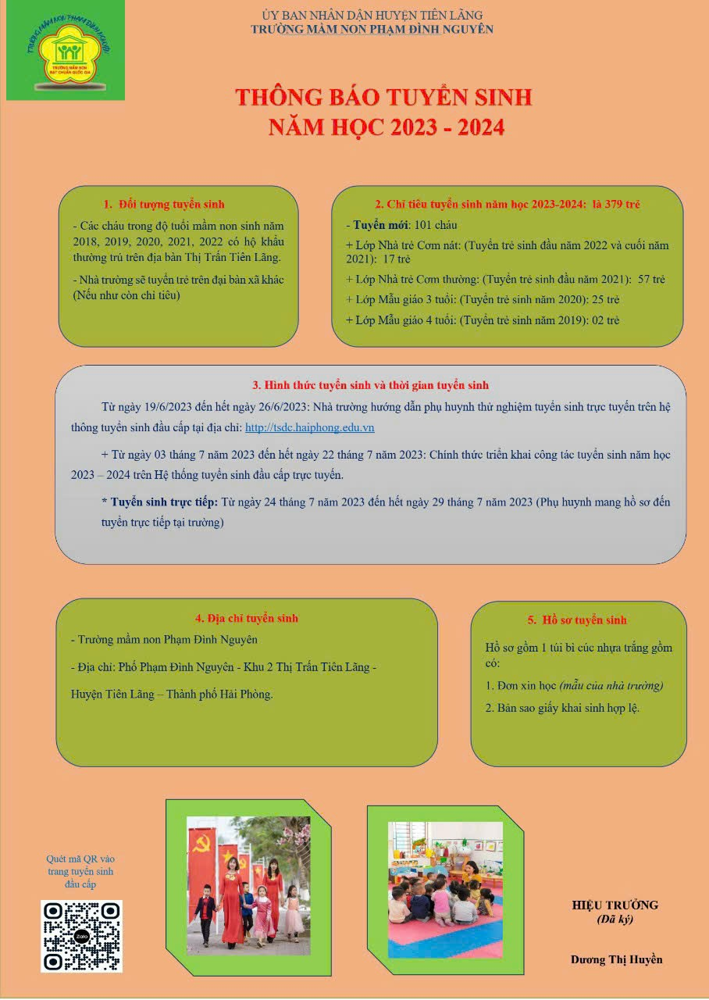 TRƯỜNG MẦM NON PHẠM ĐÌNH NGUYÊN
TRƯỜNG MẦM NON
ĐẠT CHUẨN QUỐC GIA
ỦY BAN NHÂN DÂN HUYỆN TIÊN LÃNG
TRƯỜNG MẦM NON PHẠM ĐÌNH NGUYÊN
THÔNG BÁO TUYỂN SINH
NĂM HỌC 2023 - 2024
1. Đối tượng tuyển sinh
- Các cháu trong độ tuổi mầm non sinh năm
2018, 2019, 2020, 2021, 2022 có hộ khẩu
thường trú trên địa bàn Thị Trấn Tiên Lãng.
- Nhà trường sẽ tuyển trẻ trên đại bàn xã khác
(Nếu như còn chỉ tiêu)
2. Chỉ tiêu tuyển sinh năm học 2023-2024: là 379 trẻ
- Tuyển mới: 101 cháu
+ Lớp Nhà trẻ Cơm nát: (Tuyển trẻ sinh đầu năm 2022 và cuối năm
2021): 17 trẻ
+ Lớp Nhà trẻ Cơm thường: (Tuyển trẻ sinh đầu năm 2021): 57 trẻ
+ Lớp Mẫu giáo 3 tuổi: (Tuyển trẻ sinh năm 2020): 25 trẻ
+ Lớp Mẫu giáo 4 tuổi: (Tuyển trẻ sinh năm 2019): 02 trẻ
3. Hình thức tuyển sinh và thời gian tuyển sinh
Từ ngày 19/6/2023 đến hết ngày 26/6/2023: Nhà trường hướng dẫn phụ huynh thử nghiệm tuyển sinh trực tuyến trên hệ
thông tuyển sinh đầu cấp tại địa chỉ: http://tsdc.haiphong.edu.vn
+ Từ ngày 03 tháng 7 năm 2023 đến hết ngày 22 tháng 7 năm 2023: Chính thức triển khai công tác tuyển sinh năm học
2023 – 2024 trên Hệ thống tuyển sinh đầu cấp trực tuyến.
* Tuyển sinh trực tiếp: Từ ngày 24 tháng 7 năm 2023 đến hết ngày 29 tháng 7 năm 2023 (Phụ huynh mang hồ sơ đến
tuyển trực tiếp tại trường)
4. Địa chỉ tuyển sinh
- Trường mầm non Phạm Đình Nguyên
- Địa chỉ: Phố Phạm Đình Nguyên - Khu 2 Thị Trấn Tiên Lãng -
Huyện Tiên Lãng – Thành phố Hải Phòng.
5. Hồ sơ tuyển sinh
Hồ sơ gồm 1 túi bì cúc nhựa trắng gồm
có:
1. Đơn xin học (mẫu của nhà trường)
2. Bản sao giấy khai sinh hợp lệ.
Quét mã QR vào
trang tuyển sinh
đầu cấp
Zalo
HIỆU TRƯỞNG
(Đã ký)
Dương Thị Huyền